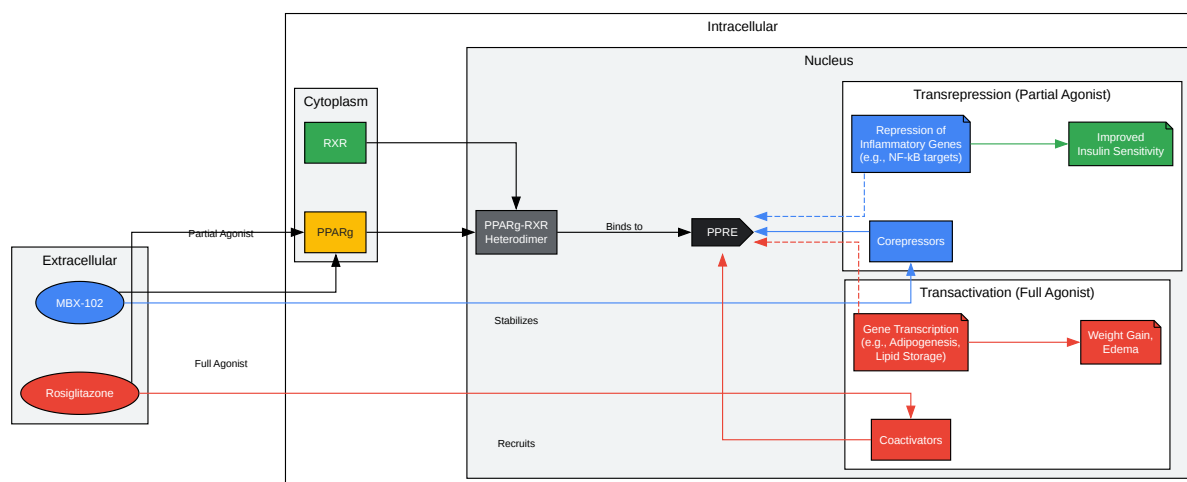 Intracellular
Nucleus
Cytoplasm
Transrepression (Partial Agonist)
RXR
Repression of
Inflammatory Genes
(e.g., NF-kB targets)
Improved
Insulin Sensitivity
Partial Agonist
PPARg
PPARg-RXR
Heterodimer
Binds to
PPRE
Corepressors
Extracellular
MBX-102
Transactivation (Full Agonist)
Stabilizes
Gene Transcription
(e.g., Adipogenesis,
Lipid Storage)
Weight Gain,
Edema
Full Agonist
Rosiglitazone
Recruits
Coactivators